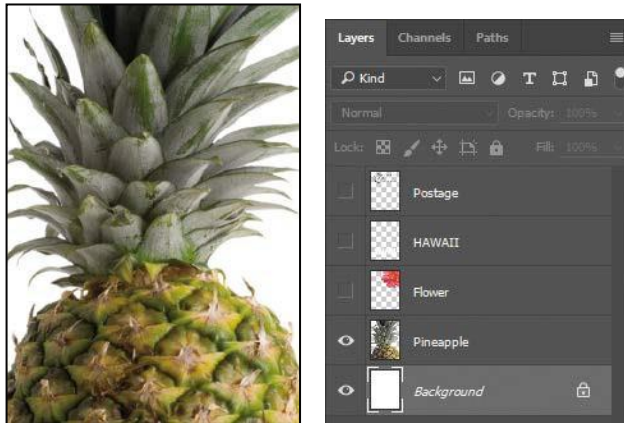 Layers Channels Paths
Kind T
Normal Opacity: 100%
Lock: Fill: 100%
Postage
HAWAII
Flower
Pineapple
Background